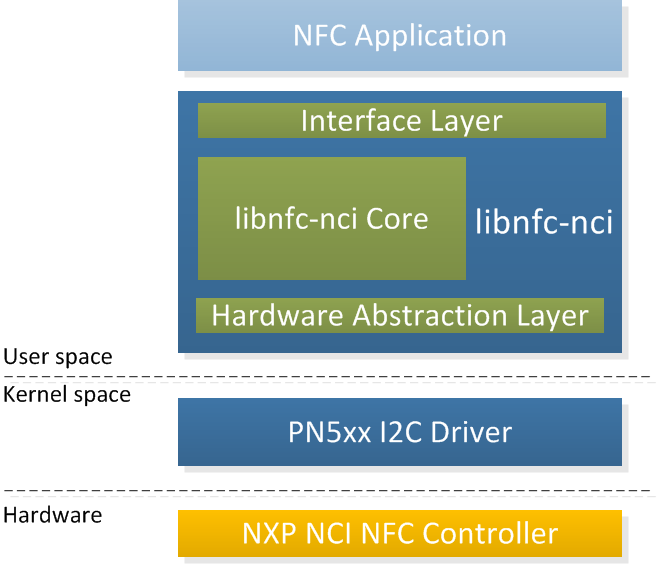 NFC Application
Interface Layer
libnfc-nci Core
libnfc-nci
Hardware Abstraction Layer
User space
Kernel space
PN5xx I2C Driver
Hardware
NXP NCI NFC Controller